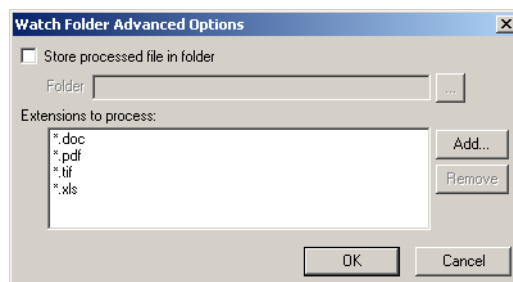 Watch Folder Advanced Options
Store processed file in folder
Folder ...
Extensions to process:
*.doc
*.pdf
*.tif
*.xls
Add...
Remove
OK Cancel